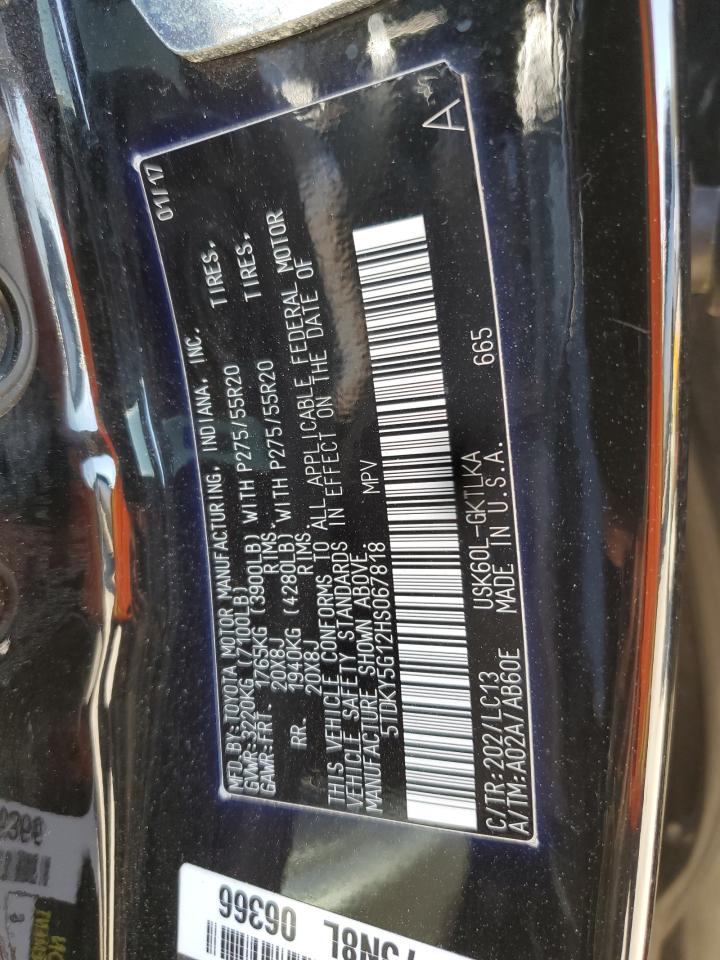 MFD. BY: TOYOTA MOTOR MANUFACTURING, INDIANA, INC. 01/17
GVWR: 3220KG (7100LB)
GAWR: FRT. 1765KG (3900LB) WITH P275/55R20 TIRES,
20X8J RIMS,
RR. 1940KG (4280LB) WITH P275/55R20 TIRES,
20X8J RIMS,
THIS VEHICLE CONFORMS TO ALL APPLICABLE FEDERAL MOTOR
VEHICLE SAFETY STANDARDS IN EFFECT ON THE DATE OF
MANUFACTURE SHOWN ABOVE.
5TDKY5G12HS067818 MPV
C/TR: 202/LC13 USK60L-GKTLKA 665
A/TM: A02A/AB60E MADE IN U.S.A.
A
06366